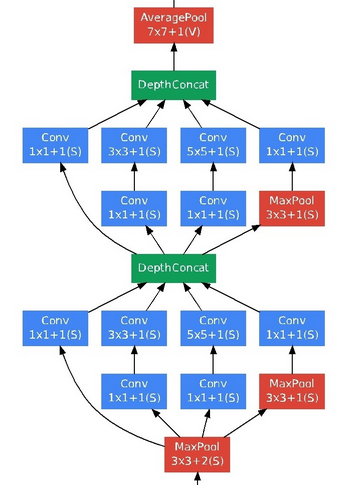 AveragePool
7x7+1(V)
DepthConcat
Conv
1x1+1(S)
Conv
3x3+1(S)
Conv
5x5+1(S)
Conv
1x1+1(S)
Conv
1x1+1(S)
Conv
1x1+1(S)
MaxPool
3x3+1(S)
DepthConcat
Conv
1x1+1(S)
Conv
3x3+1(S)
Conv
5x5+1(S)
Conv
1x1+1(S)
Conv
1x1+1(S)
Conv
1x1+1(S)
MaxPool
3x3+1(S)
MaxPool
3x3+2(S)